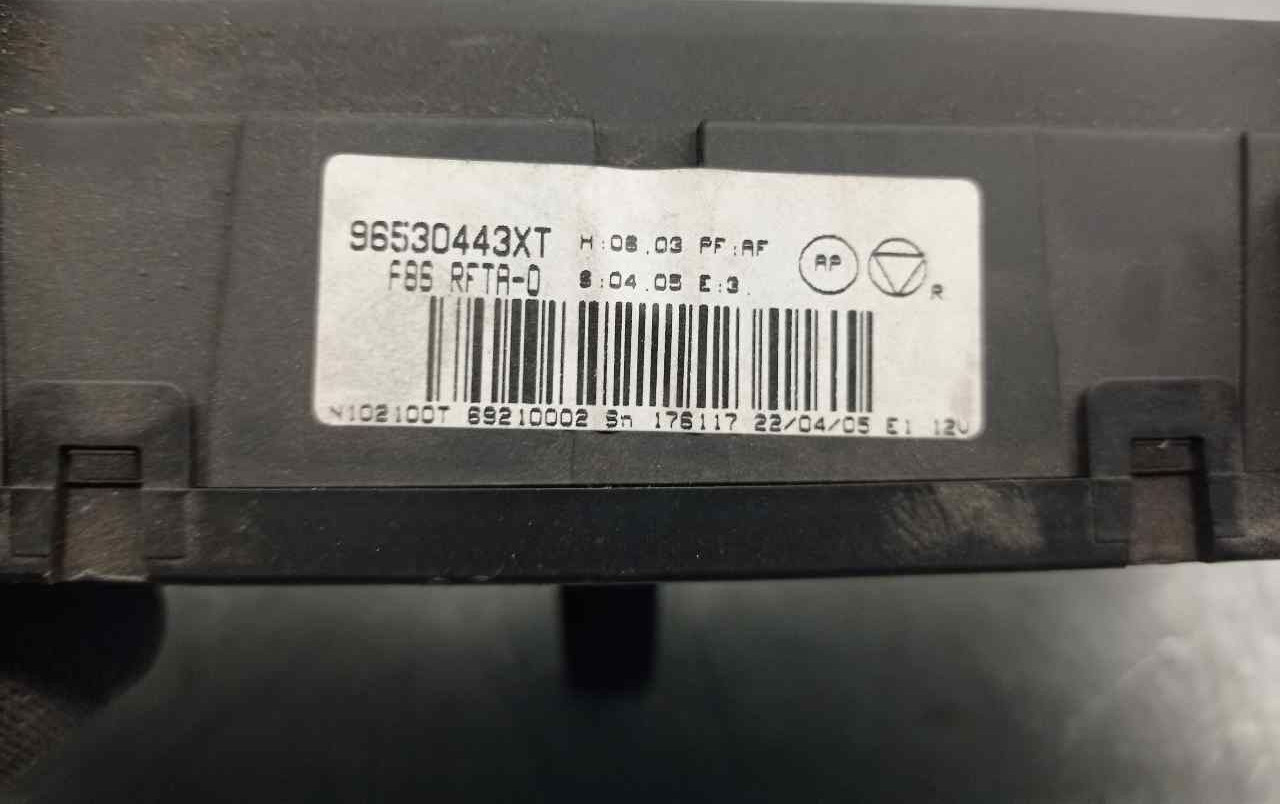 96530443XT H:06.03 PF:AF
F86 RFTA-0 S:04.05 E:3.
AP
R
N102100T 69210002 Sn 176117 22/04/05 E1 12V